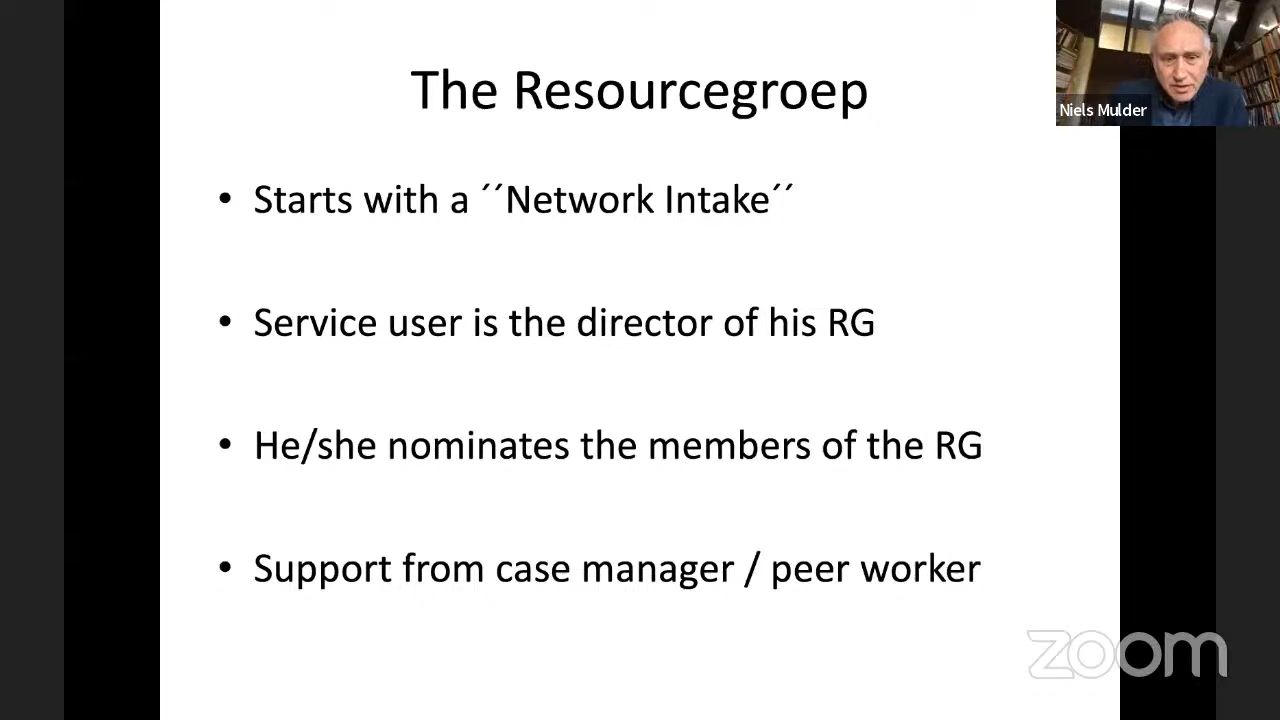 The Resourcegroep
Niels Mulder
• Starts with a ´´Network Intake´´
• Service user is the director of his RG
• He/she nominates the members of the RG
• Support from case manager / peer worker
zoom